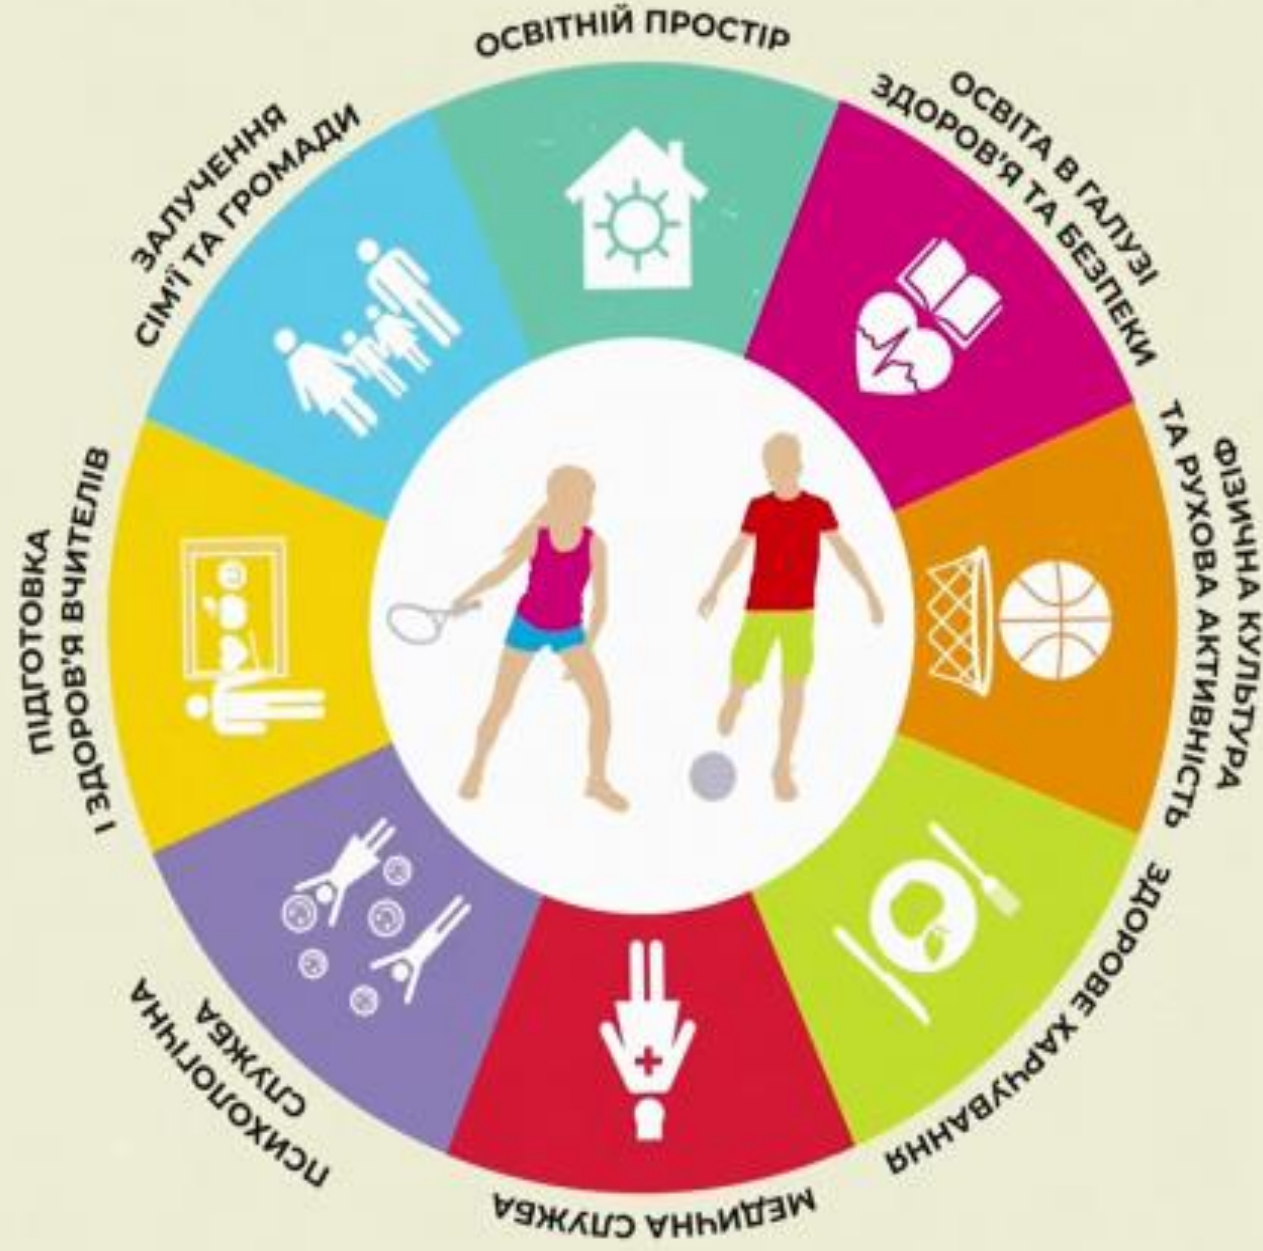 ОСВІТНІЙ ПРОСТІР
ОСВІТА В ГАЛУЗІ
ЗДОРОВ'Я ТА БЕЗПЕКИ
ФІЗИЧНА КУЛЬТУРА
ТА РУХОВА АКТИВНІСТЬ
ЗДОРОВЕ ХАРЧУВАННЯ
МЕДИЧНА СЛУЖБА
ПСИХОЛОГІЧНА
СЛУЖБА
ПІДГОТОВКА
І ЗДОРОВ'Я ВЧИТЕЛІВ
ЗАЛУЧЕННЯ
СІМ'Ї ТА ГРОМАДИ